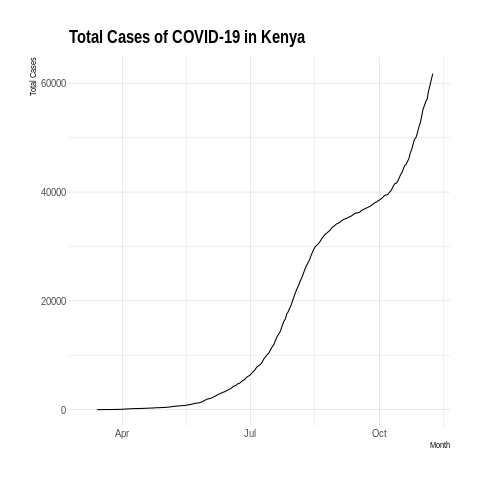 Total Cases of COVID-19 in Kenya
Total Cases
60000
40000
20000
0
Apr Jul Oct
Month